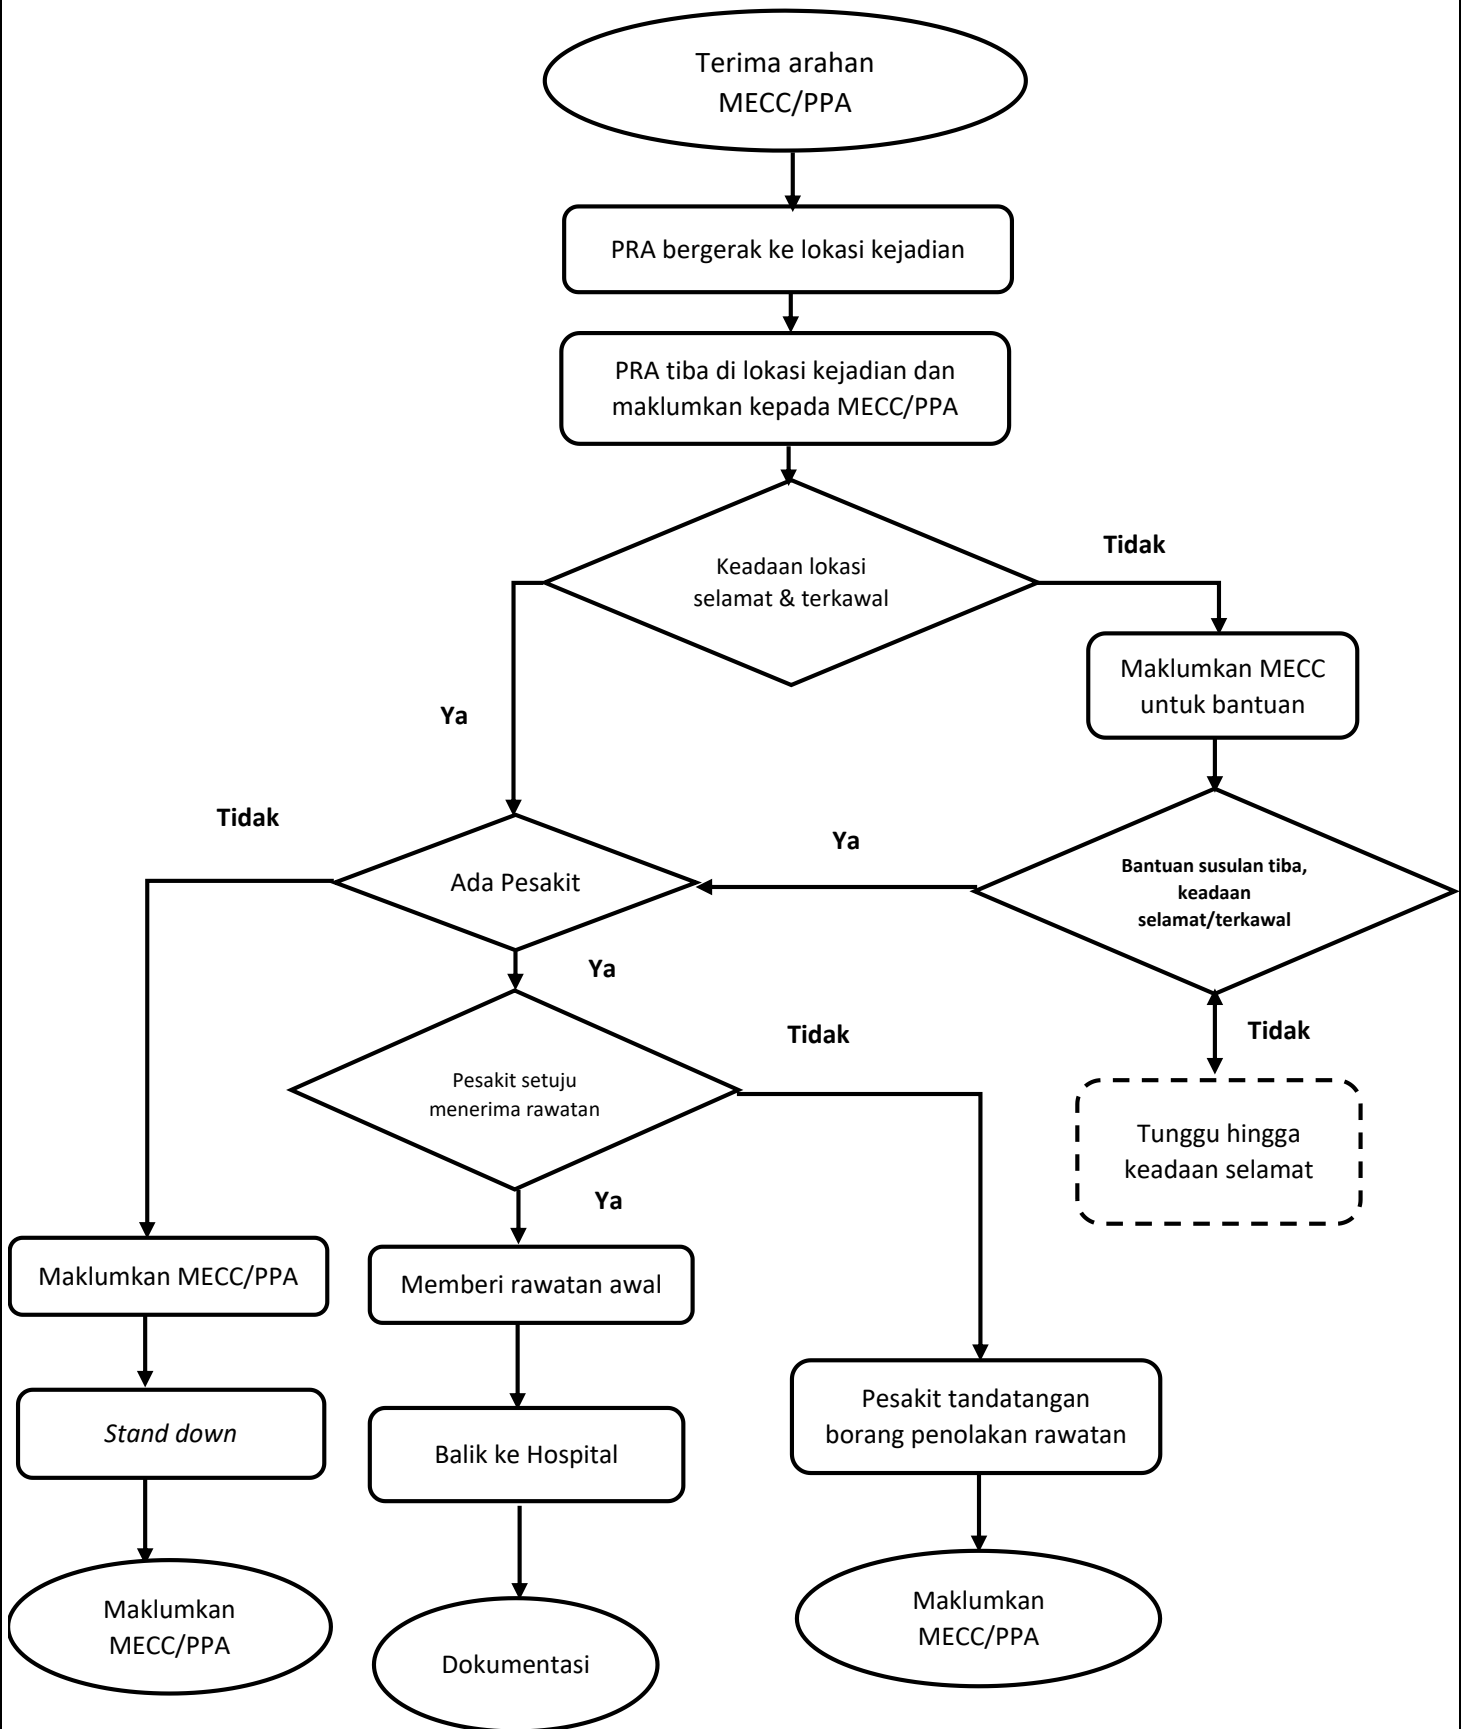 Terima arahan
MECC/PPA
PRA bergerak ke lokasi kejadian
PRA tiba di lokasi kejadian dan
maklumkan kepada MECC/PPA
Keadaan lokasi
selamat & terkawal
Tidak
Maklumkan MECC
untuk bantuan
Ya
Tidak
Ada Pesakit
Ya
Bantuan susulan tiba,
keadaan
selamat/terkawal
Ya
Tidak
Tunggu hingga
keadaan selamat
Pesakit setuju
menerima rawatan
Tidak
Ya
Maklumkan MECC/PPA
Memberi rawatan awal
Stand down
Balik ke Hospital
Pesakit tandatangan
borang penolakan rawatan
Maklumkan
MECC/PPA
Dokumentasi
Maklumkan
MECC/PPA